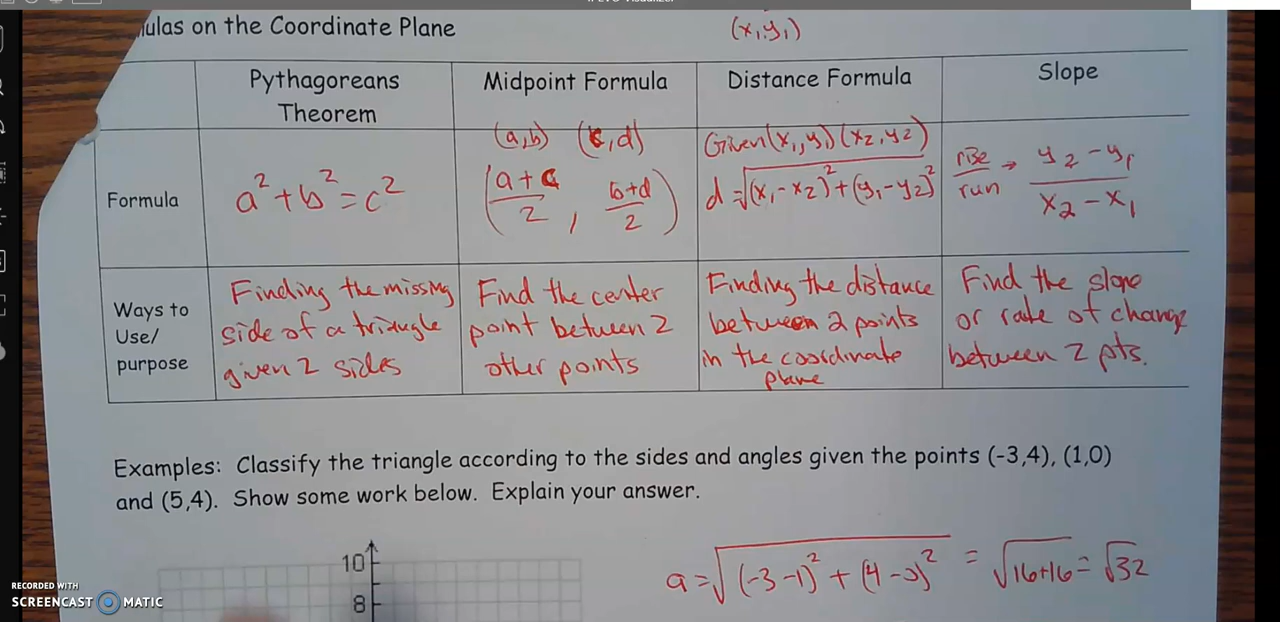 ulas on the Coordinate Plane
(x1,y1)
Pythagoreans
Theorem
Midpoint Formula
Distance Formula
Slope
Formula
a²+b²=c²
(a,b) (c,d)
(a+c/2, b+d/2)
Given (x1,y1)(x2,y2)
d=√(x1-x2)²+(y1-y2)²
rise/run → y2-y1/x2-x1
Ways to
Use/
purpose
Finding the missing
side of a triangle
given 2 sides
Find the center
point between 2
other points
Finding the distance
between 2 points
in the coordinate
plane
Find the slope
or rate of change
between 2 pts.
Examples: Classify the triangle according to the sides and angles given the points (-3,4), (1,0)
and (5,4). Show some work below. Explain your answer.
10
8
a=√(-3-1)²+(4-0)² = √16+16 = √32
RECORDED WITH
SCREENCAST MATIC